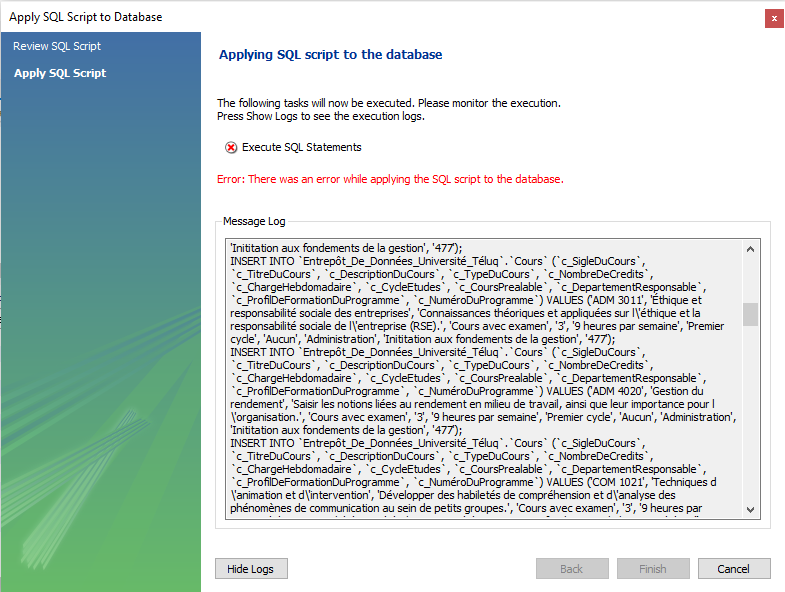 Apply SQL Script to Database
x
Review SQL Script
Apply SQL Script
Applying SQL script to the database
The following tasks will now be executed. Please monitor the execution.
Press Show Logs to see the execution logs.
Execute SQL Statements
Error: There was an error while applying the SQL script to the database.
Message Log
'Inititation aux fondements de la gestion', '477');
INSERT INTO `Entrepôt_De_Données_Université_Téluq`.`Cours` (`c_SigleDuCours`,
`c_TitreDuCours`, `c_DescriptionDuCours`, `c_TypeDuCours`, `c_NombreDeCredits`,
`c_ChargeHebdomadaire`, `c_CycleEtudes`, `c_CoursPrealable`, `c_DepartementResponsable`,
`c_ProfilDeFormationDuProgramme`, `c_NuméroDuProgramme`) VALUES ('ADM 3011', 'Éthique et
responsabilité sociale des entreprises', 'Connaissances théoriques et appliquées sur l\'éthique et la
responsabilité sociale de l\'entreprise (RSE).', 'Cours avec examen', '3', '9 heures par semaine', 'Premier
cycle', 'Aucun', 'Administration', 'Inititation aux fondements de la gestion', '477');
INSERT INTO `Entrepôt_De_Données_Université_Téluq`.`Cours` (`c_SigleDuCours`,
`c_TitreDuCours`, `c_DescriptionDuCours`, `c_TypeDuCours`, `c_NombreDeCredits`,
`c_ChargeHebdomadaire`, `c_CycleEtudes`, `c_CoursPrealable`, `c_DepartementResponsable`,
`c_ProfilDeFormationDuProgramme`, `c_NuméroDuProgramme`) VALUES ('ADM 4020', 'Gestion du
rendement', 'Saisir les notions liées au rendement en milieu de travail, ainsi que leur importance pour l
\'organisation.', 'Cours avec examen', '3', '9 heures par semaine', 'Premier cycle', 'Aucun', 'Administration',
'Inititation aux fondements de la gestion', '477');
INSERT INTO `Entrepôt_De_Données_Université_Téluq`.`Cours` (`c_SigleDuCours`,
`c_TitreDuCours`, `c_DescriptionDuCours`, `c_TypeDuCours`, `c_NombreDeCredits`,
`c_ChargeHebdomadaire`, `c_CycleEtudes`, `c_CoursPrealable`, `c_DepartementResponsable`,
`c_ProfilDeFormationDuProgramme`, `c_NuméroDuProgramme`) VALUES ('COM 1021', 'Techniques d
\'animation et d\'intervention', 'Développer des habiletés de compréhension et d\'analyse des
phénomènes de communication au sein de petits groupes.', 'Cours avec examen', '3', '9 heures par
Hide Logs
Back
Finish
Cancel